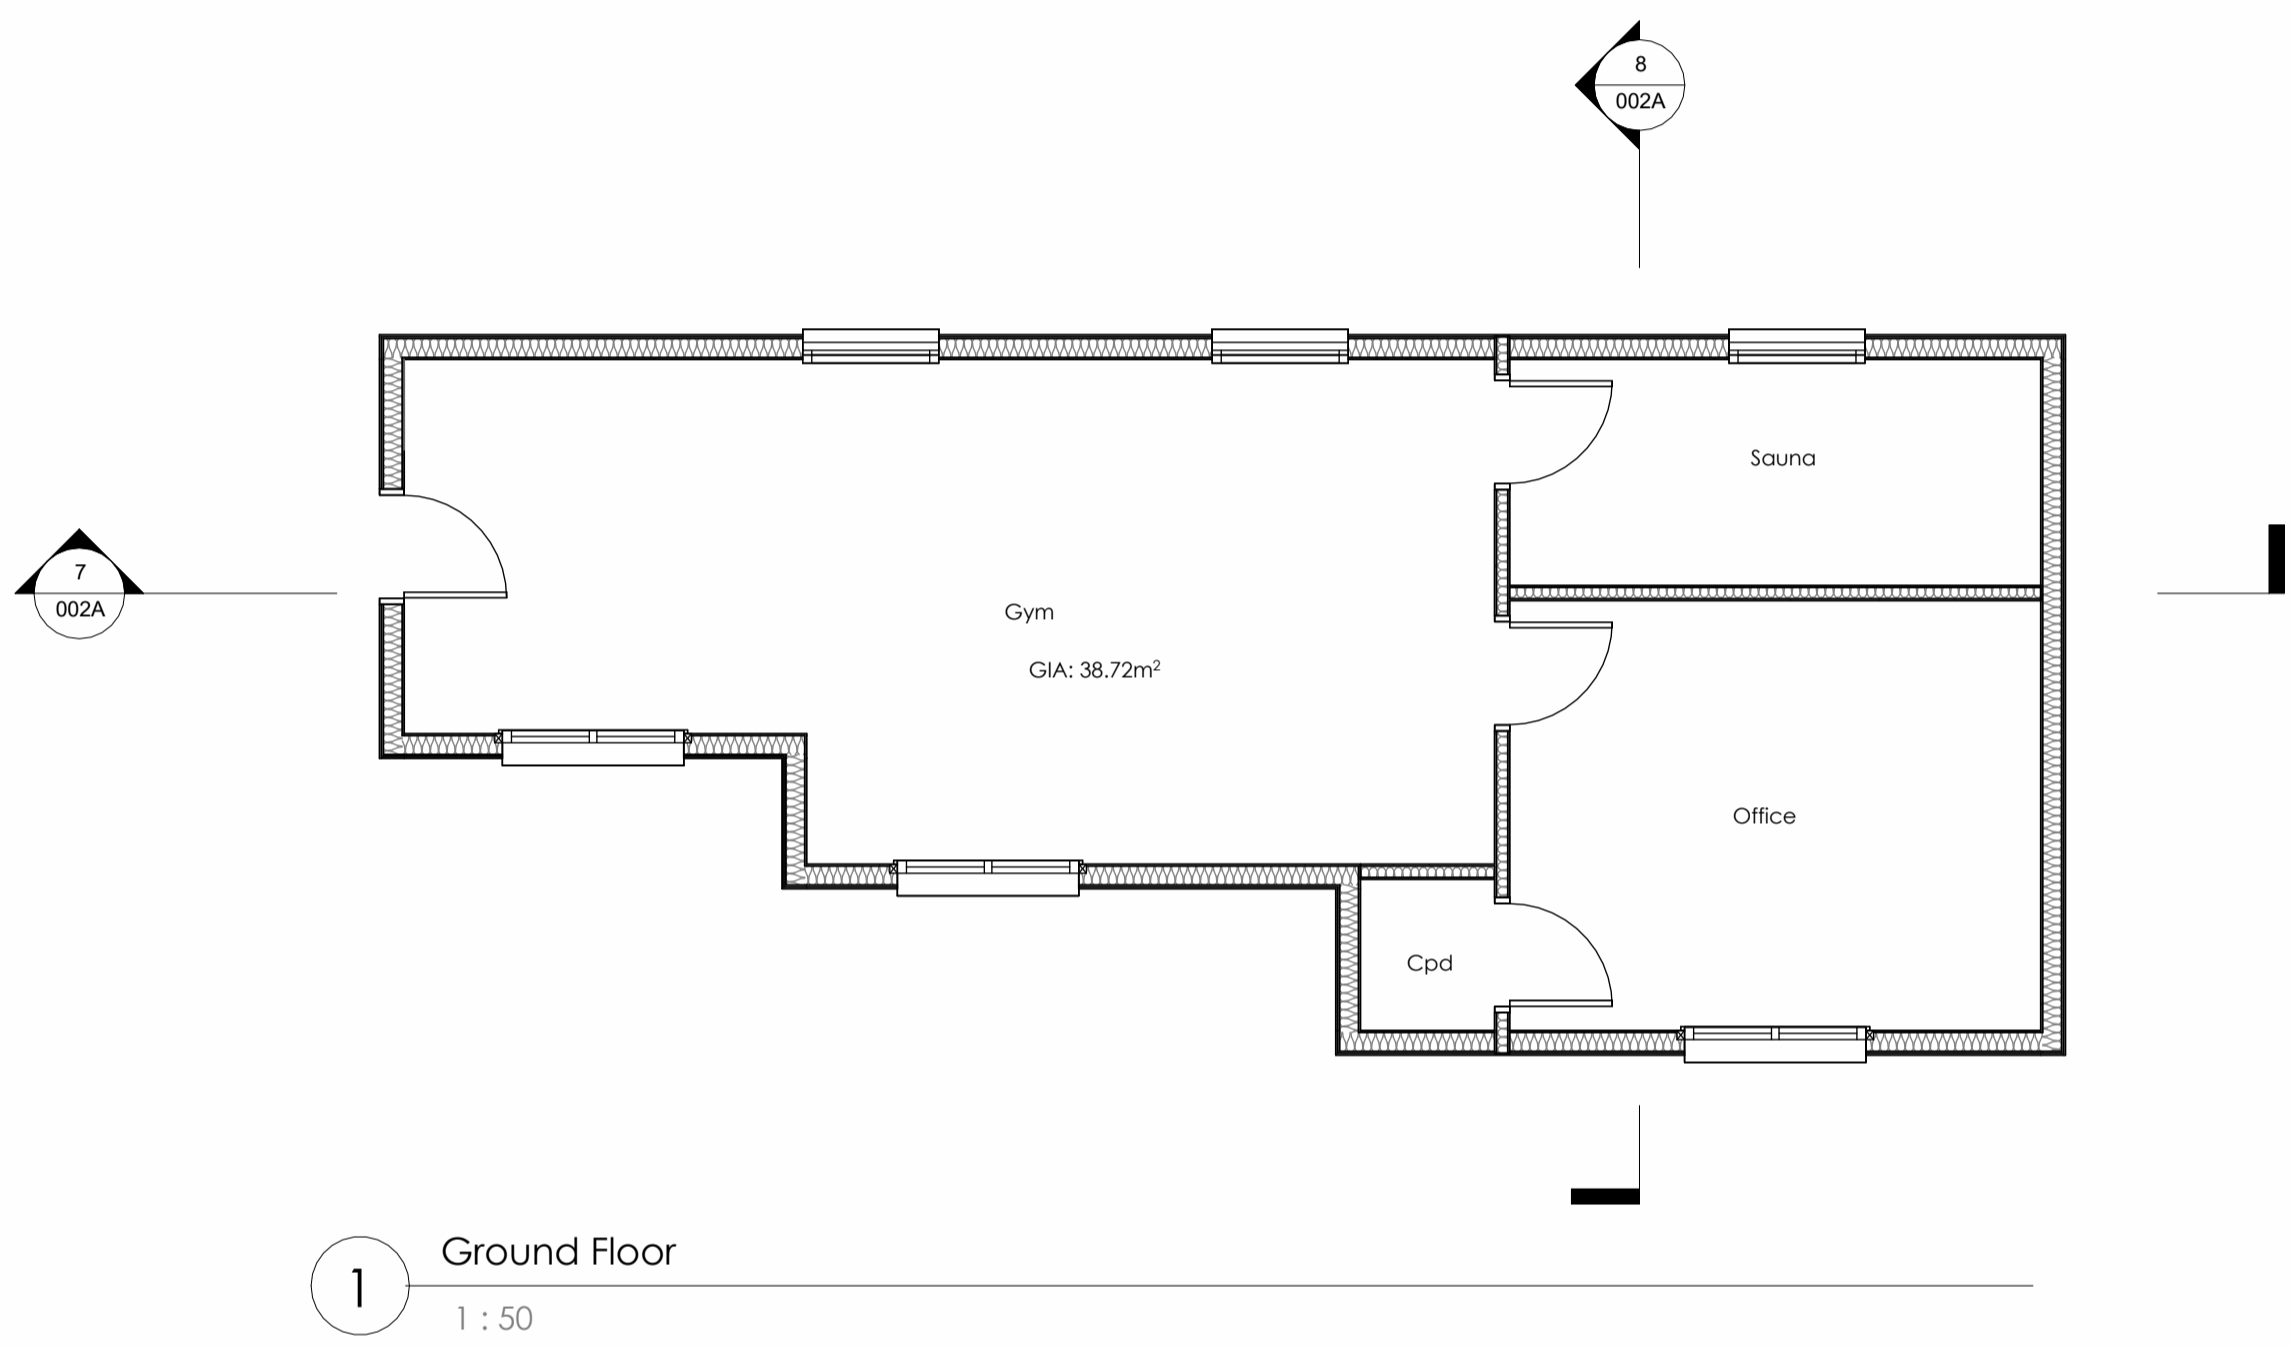 8
002A
Sauna
7
002A
Gym
GIA: 38.72m²
Office
Cpd
1
Ground Floor
1 : 50